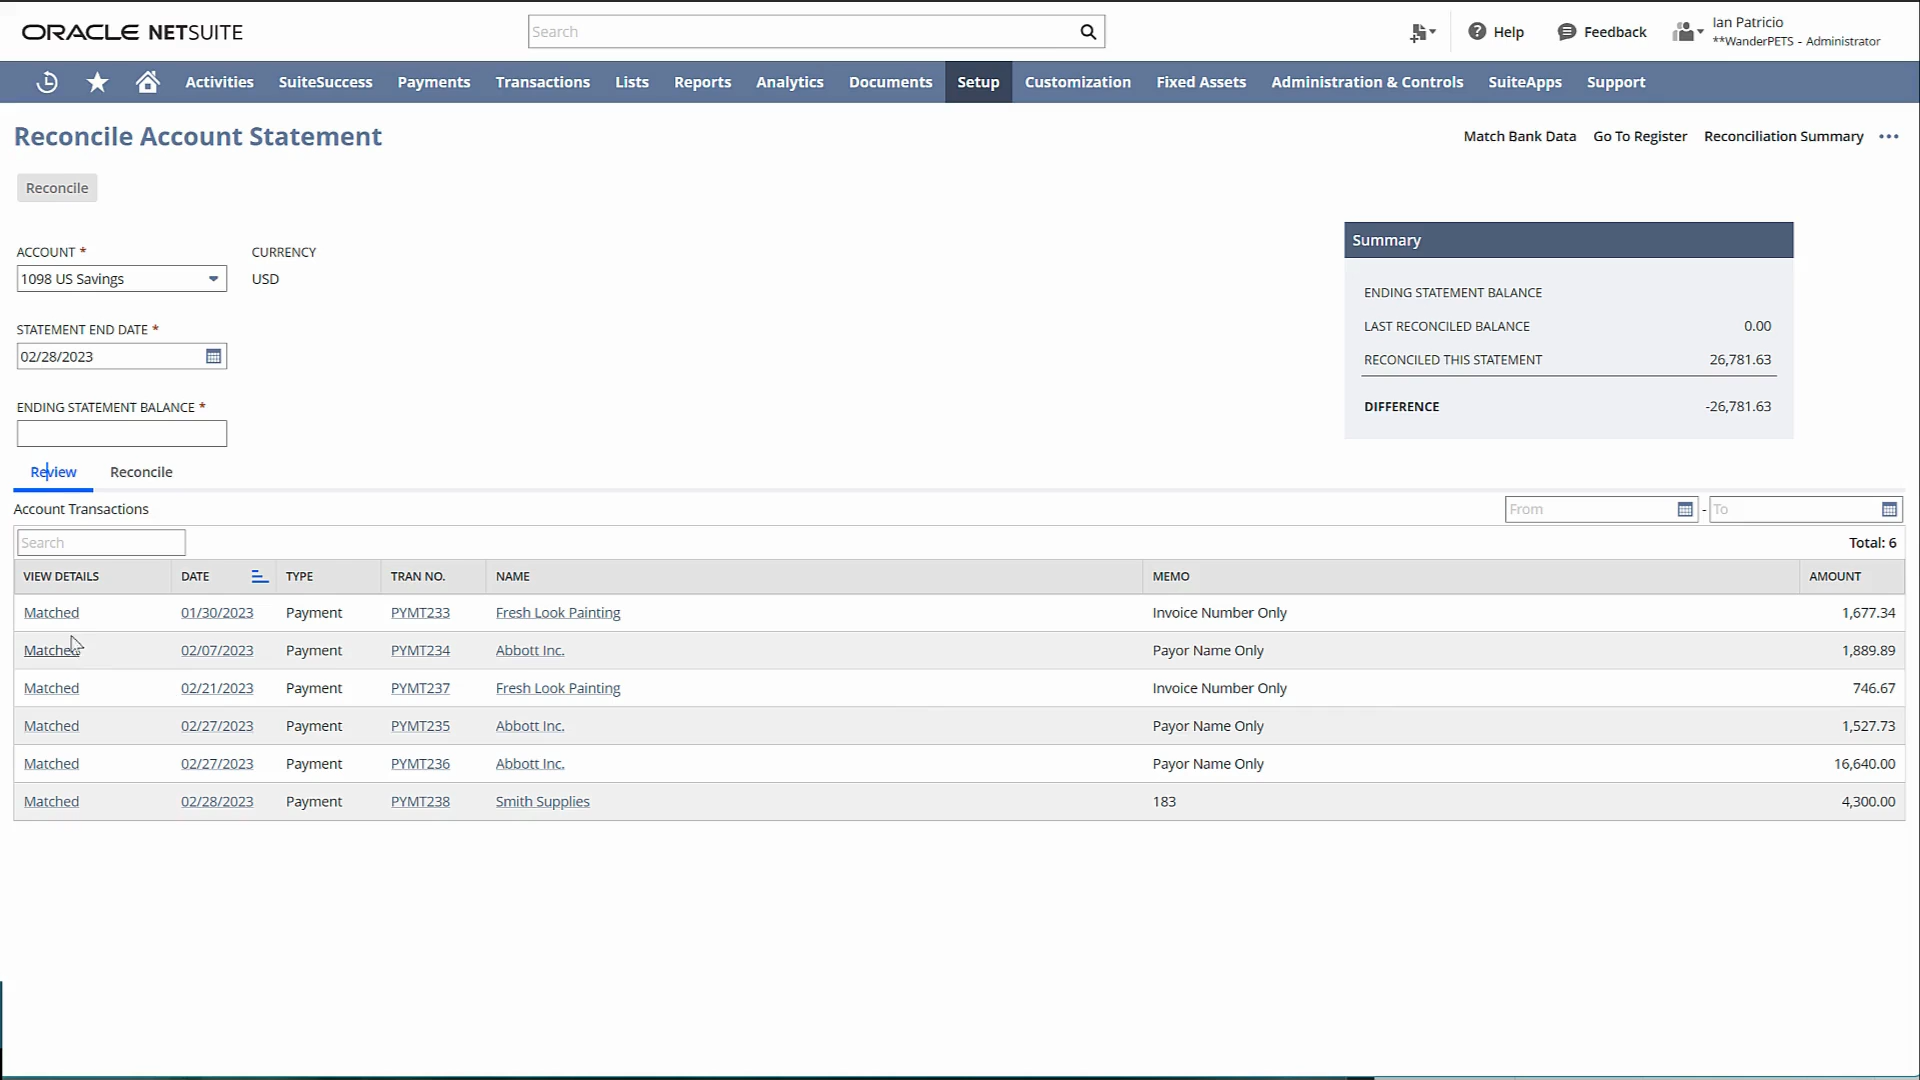 ORACLE NETSUITE
Search
Help
Feedback
Ian Patricio
**WanderPETS - Administrator
Activities SuiteSuccess Payments Transactions Lists Reports Analytics Documents Setup Customization Fixed Assets Administration & Controls SuiteApps Support
Reconcile Account Statement
Match Bank Data Go To Register Reconciliation Summary
Reconcile
ACCOUNT * CURRENCY
1098 US Savings USD
STATEMENT END DATE *
02/28/2023
ENDING STATEMENT BALANCE *
Summary
ENDING STATEMENT BALANCE
LAST RECONCILED BALANCE 0.00
RECONCILED THIS STATEMENT 26,781.63
DIFFERENCE -26,781.63
Review Reconcile
Account Transactions From - To
Search Total: 6
VIEW DETAILS DATE TYPE TRAN NO. NAME MEMO AMOUNT
Matched 01/30/2023 Payment PYMT233 Fresh Look Painting Invoice Number Only 1,677.34
Matched 02/07/2023 Payment PYMT234 Abbott Inc. Payor Name Only 1,889.89
Matched 02/21/2023 Payment PYMT237 Fresh Look Painting Invoice Number Only 746.67
Matched 02/27/2023 Payment PYMT235 Abbott Inc. Payor Name Only 1,527.73
Matched 02/27/2023 Payment PYMT236 Abbott Inc. Payor Name Only 16,640.00
Matched 02/28/2023 Payment PYMT238 Smith Supplies 183 4,300.00